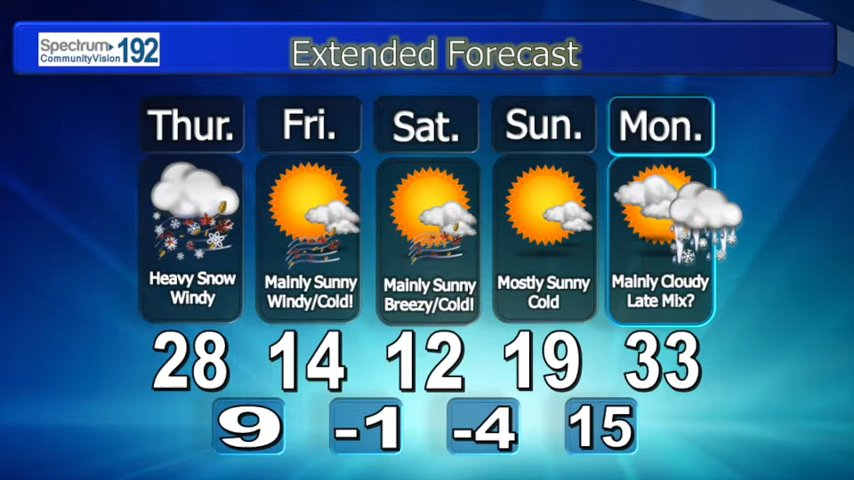 Spectrum
CommunityVision 192
Extended Forecast
Thur. Fri. Sat. Sun. Mon.
Heavy Snow
Windy
Mainly Sunny
Windy/Cold!
Mainly Sunny
Breezy/Cold!
Mostly Sunny
Cold
Mainly Cloudy
Late Mix?
28 14 12 19 33
9 -1 -4 15